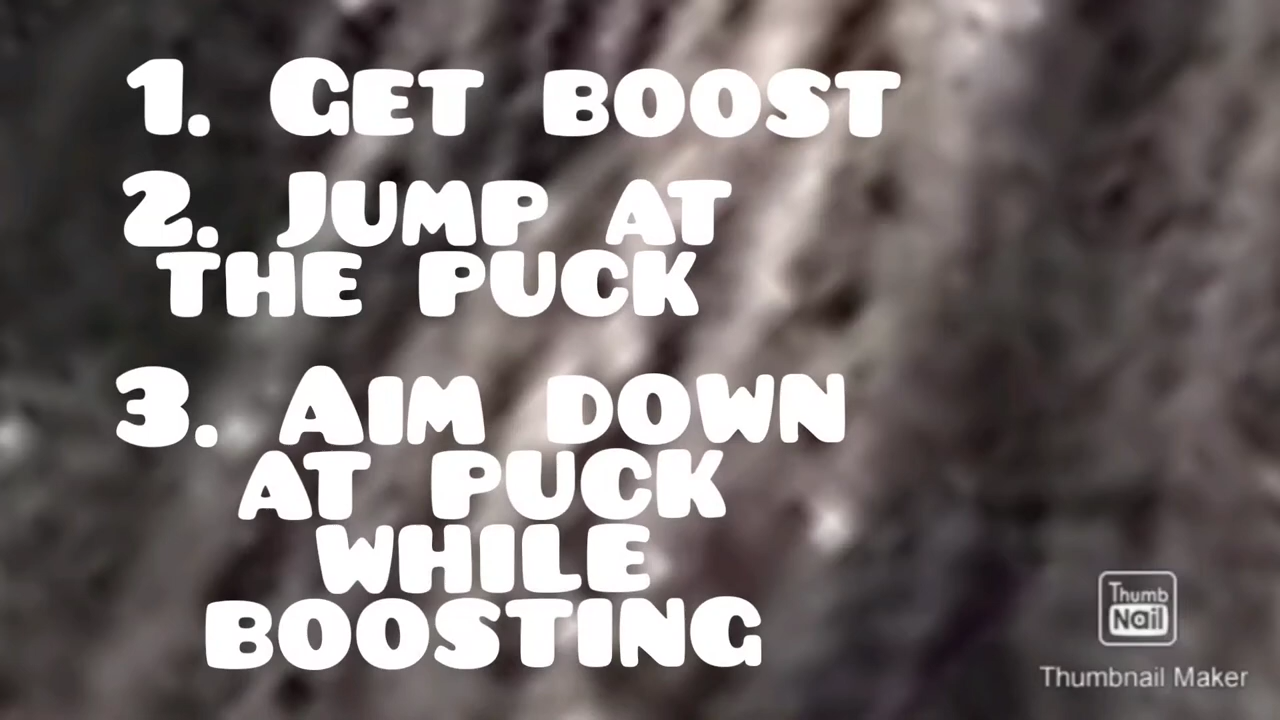 1. Get boost
2. Jump at
the puck
3. Aim down
at puck
while
boosting
Thumb
Nail
Thumbnail Maker